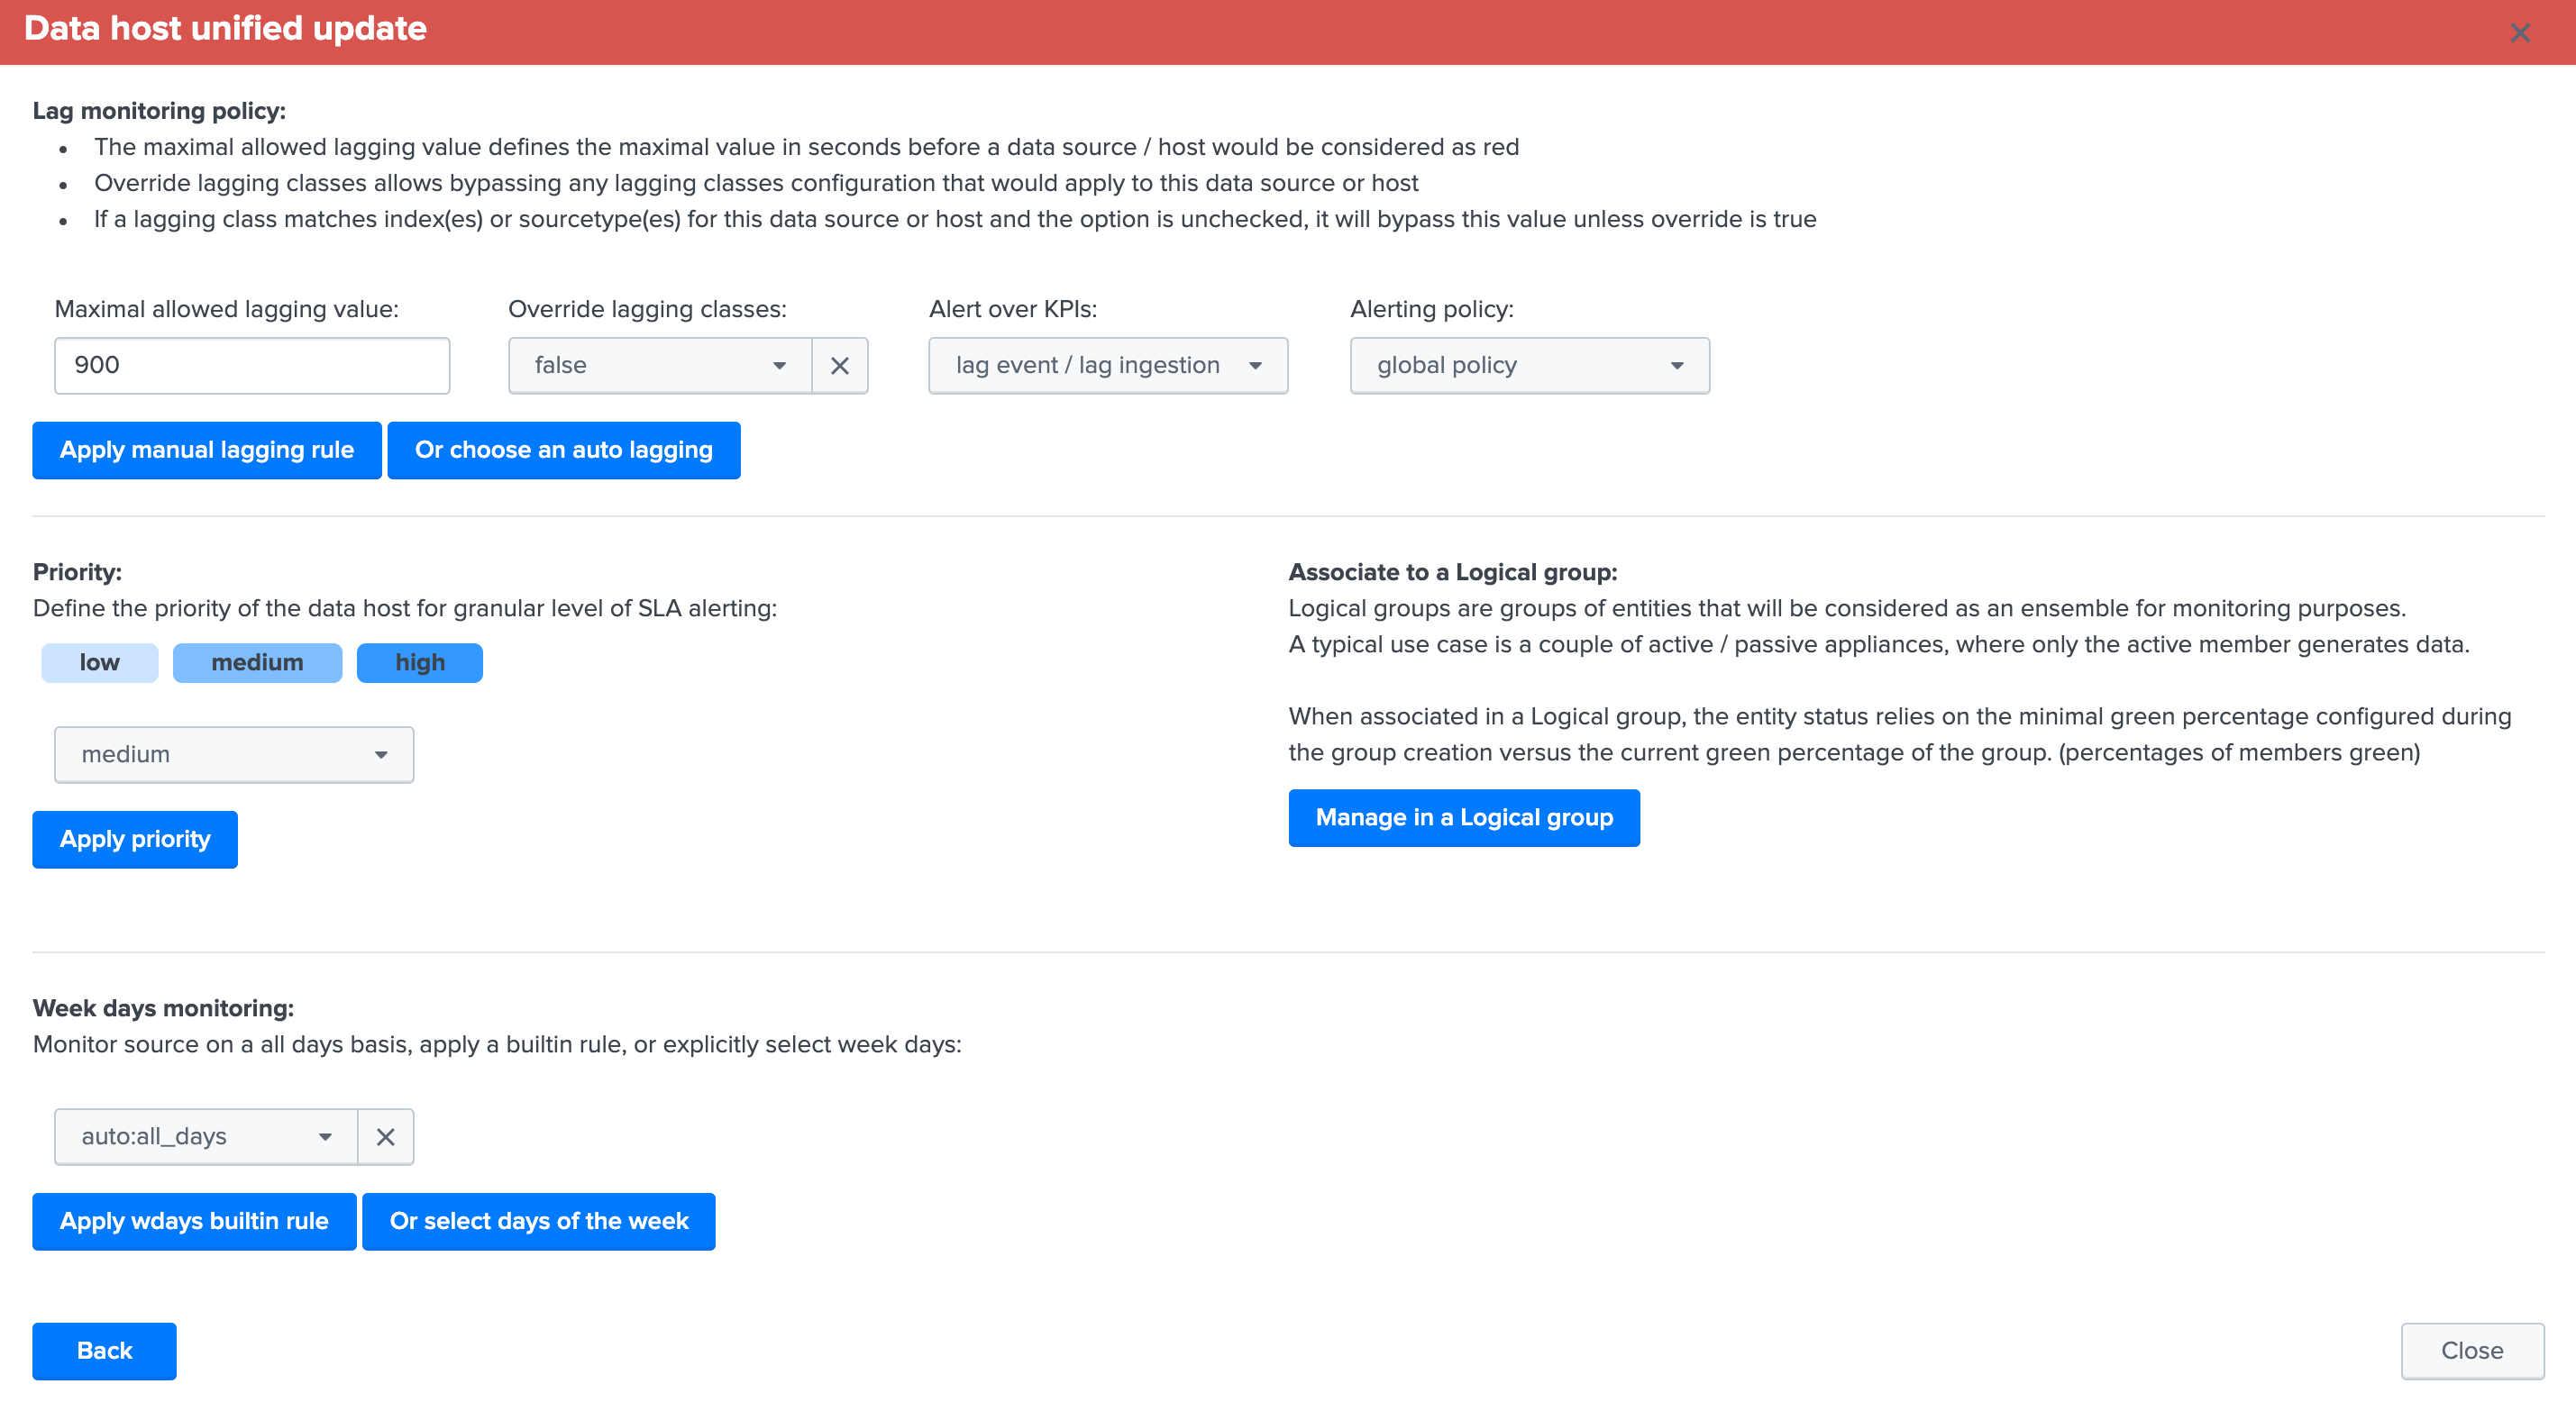 Data host unified update
Lag monitoring policy:
• The maximal allowed lagging value defines the maximal value in seconds before a data source / host would be considered as red
• Override lagging classes allows bypassing any lagging classes configuration that would apply to this data source or host
• If a lagging class matches index(es) or sourcetype(es) for this data source or host and the option is unchecked, it will bypass this value unless override is true
Maximal allowed lagging value: Override lagging classes: Alert over KPIs: Alerting policy:
900 false lag event / lag ingestion global policy
Apply manual lagging rule Or choose an auto lagging
Priority:
Define the priority of the data host for granular level of SLA alerting:
low medium high
medium
Apply priority
Associate to a Logical group:
Logical groups are groups of entities that will be considered as an ensemble for monitoring purposes.
A typical use case is a couple of active / passive appliances, where only the active member generates data.
When associated in a Logical group, the entity status relies on the minimal green percentage configured during
the group creation versus the current green percentage of the group. (percentages of members green)
Manage in a Logical group
Week days monitoring:
Monitor source on a all days basis, apply a builtin rule, or explicitly select week days:
auto:all_days
Apply wdays builtin rule Or select days of the week
Back Close